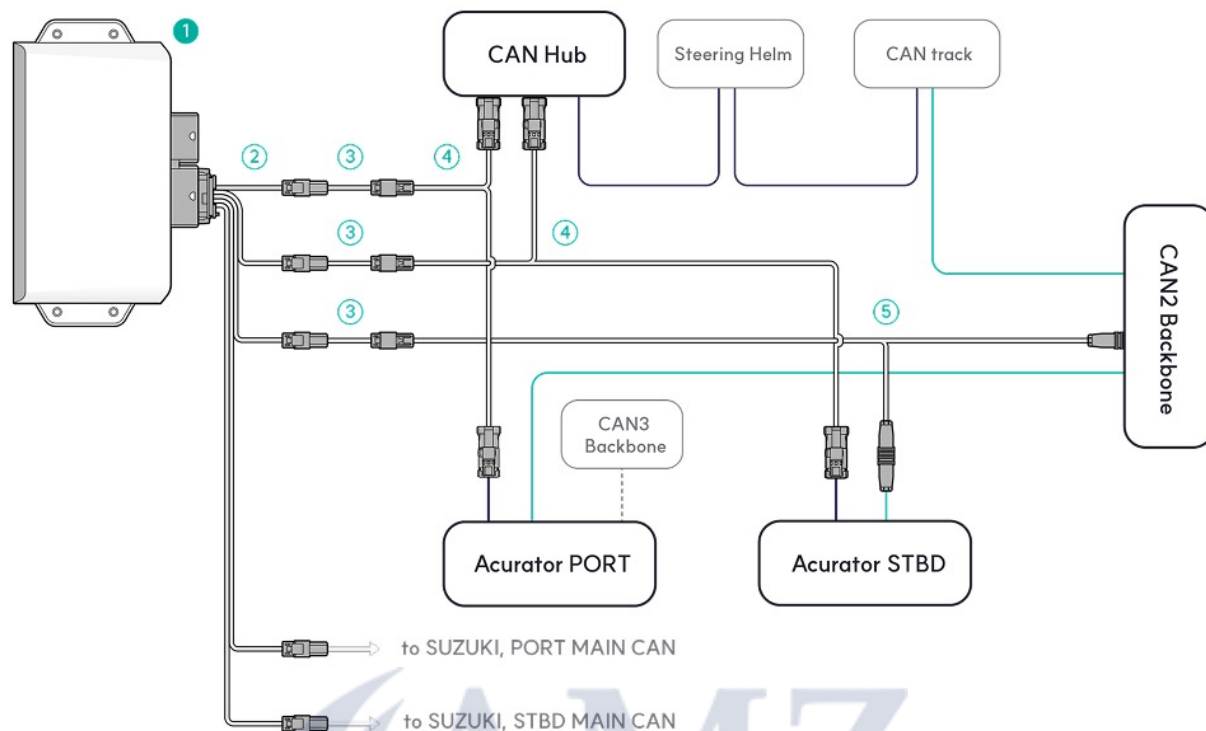 1
CAN Hub
Steering Helm
CAN track
2
3
4
3
4
CAN2 Backbone
3
5
CAN3
Backbone
Acurator PORT
Acurator STBD
to SUZUKI, PORT MAIN CAN
to SUZUKI, STBD MAIN CAN
AMZ